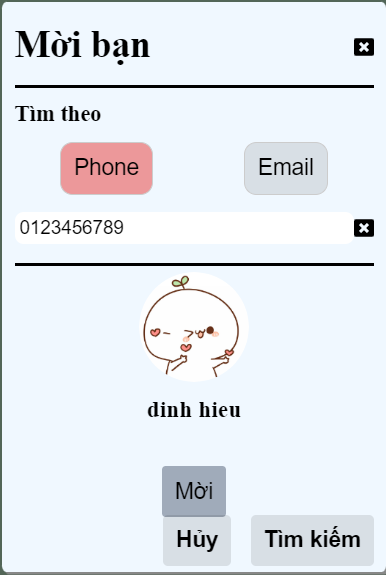 Mời bạn
Tìm theo
Phone Email
0123456789
dinh hieu
Mời
Hủy Tìm kiếm